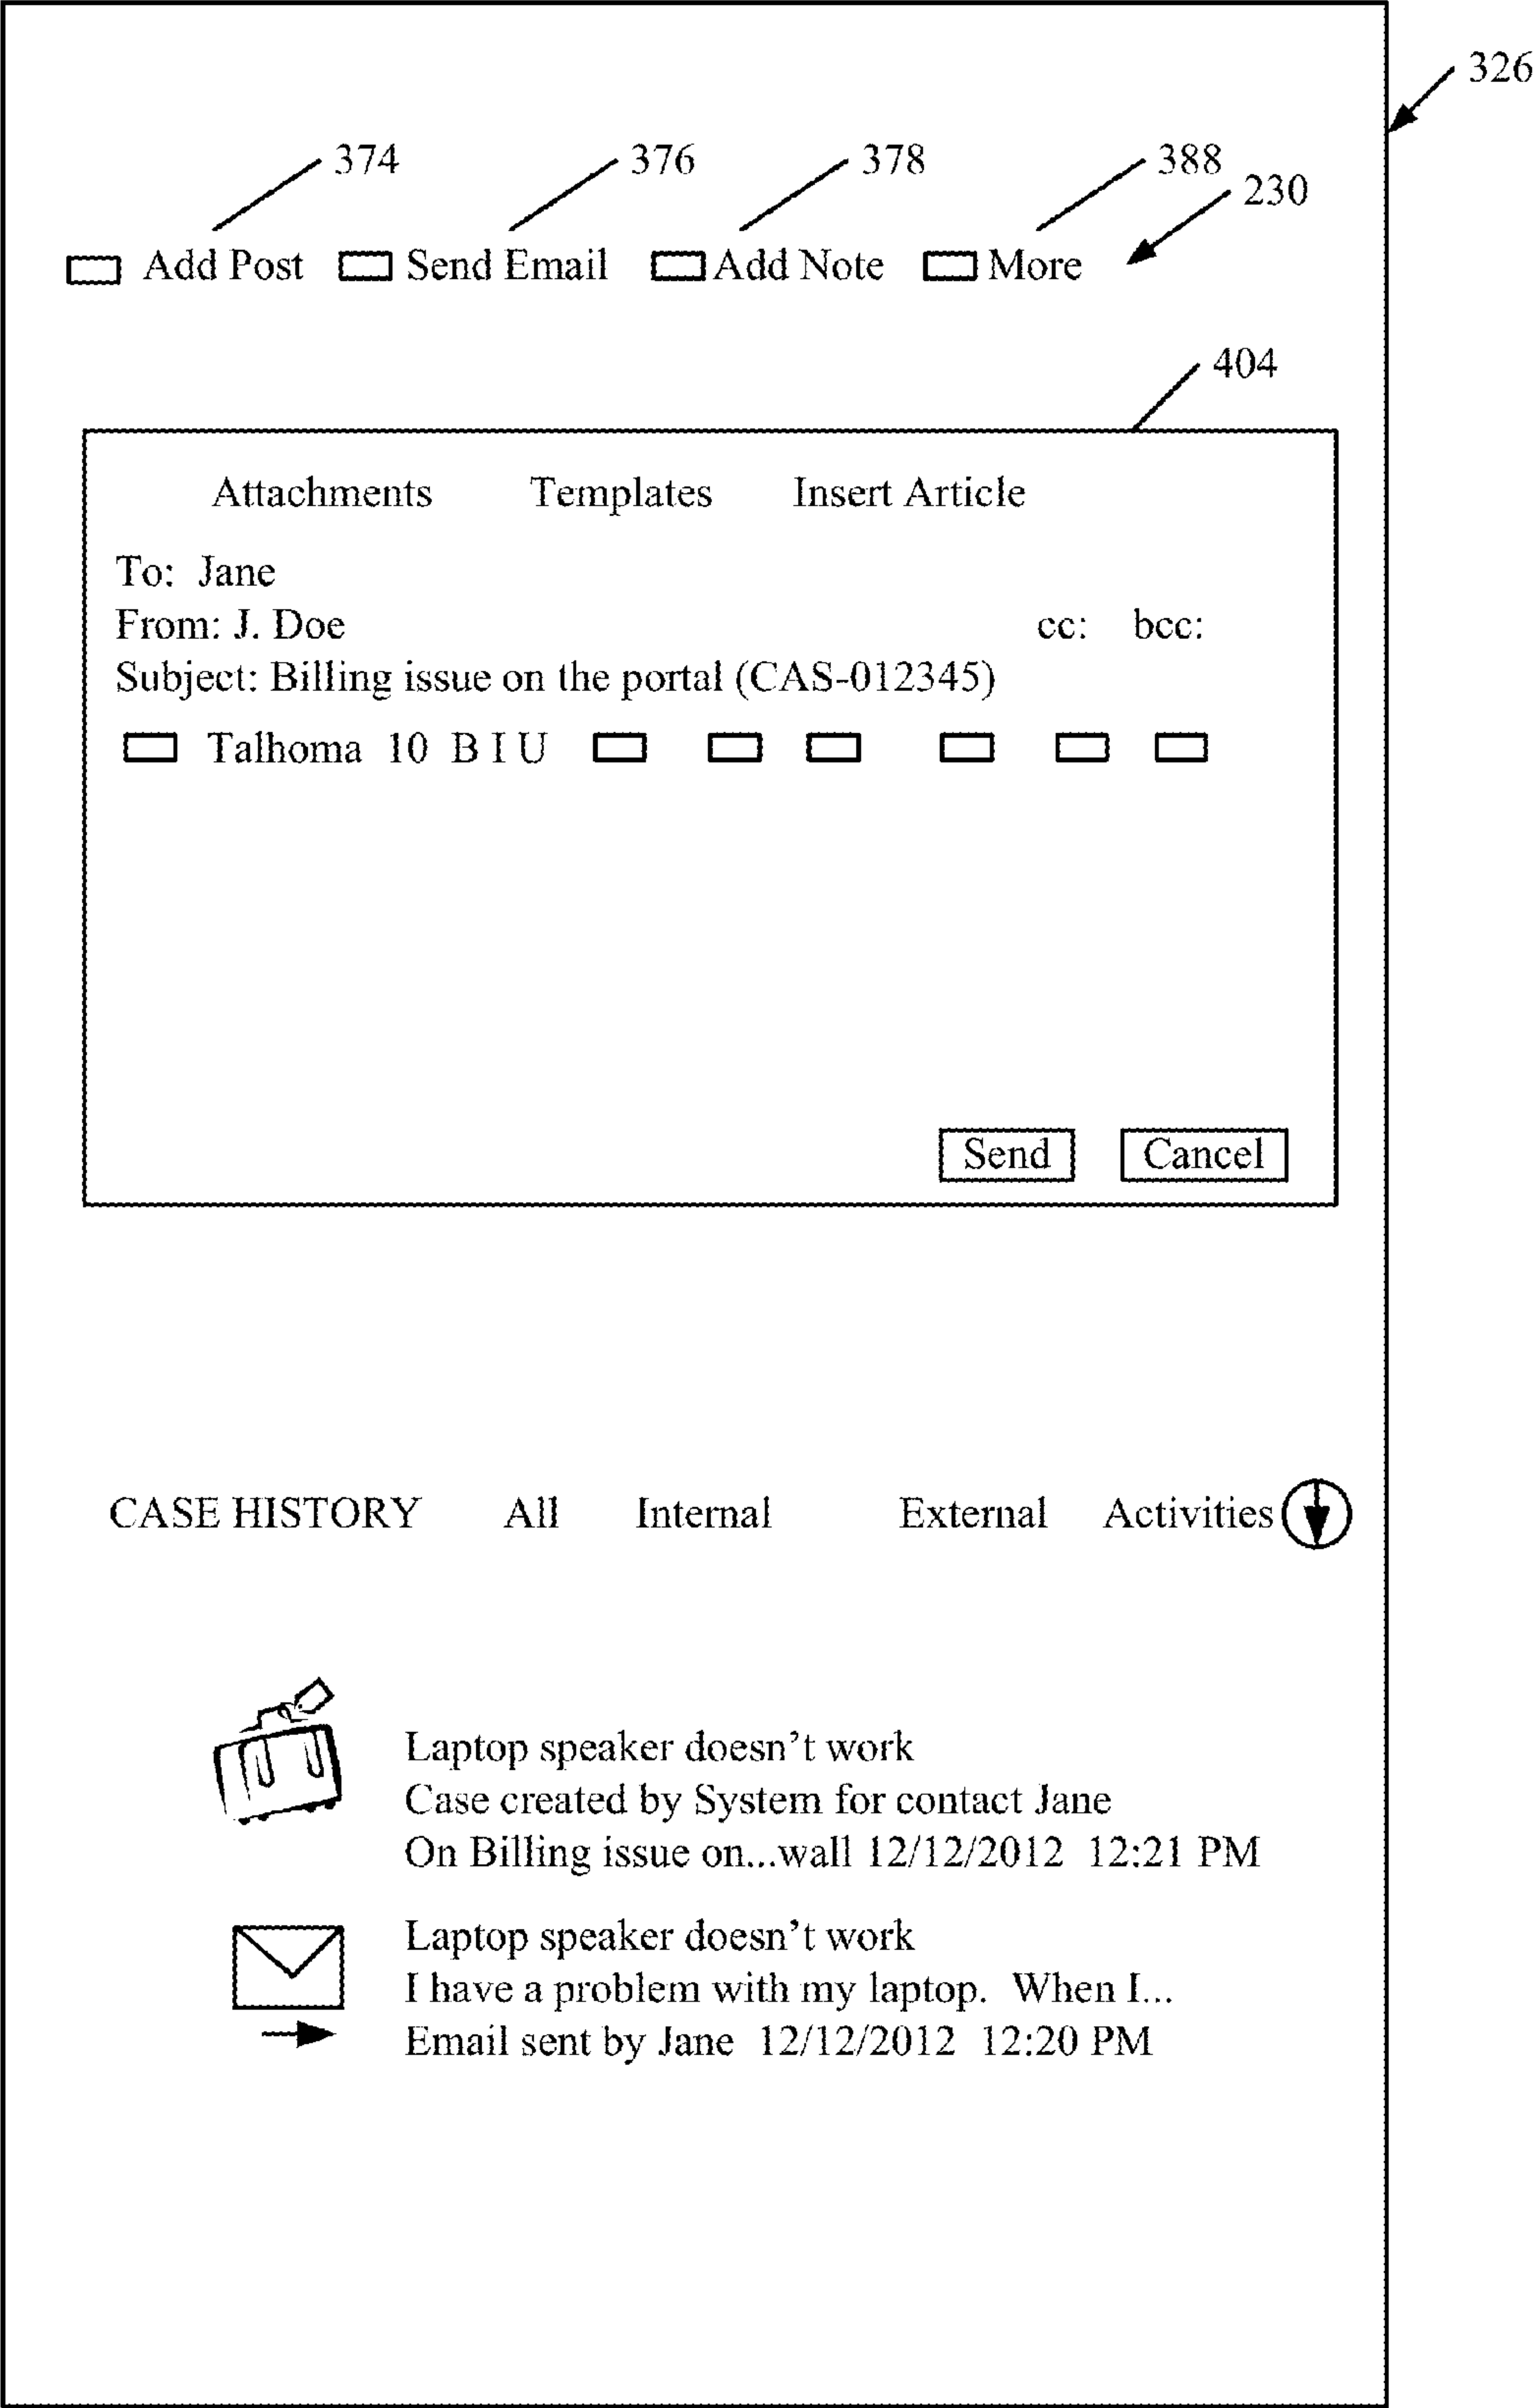 326
374 376 378 388
230
Add Post Send Email Add Note More
404
Attachments Templates Insert Article
To: Jane
From: J. Doe cc: bcc:
Subject: Billing issue on the portal (CAS-012345)
Talhoma 10 B I U
Send Cancel
CASE HISTORY All Internal External Activities
Laptop speaker doesn't work
Case created by System for contact Jane
On Billing issue on...wall 12/12/2012 12:21 PM
Laptop speaker doesn't work
I have a problem with my laptop. When I...
Email sent by Jane 12/12/2012 12:20 PM